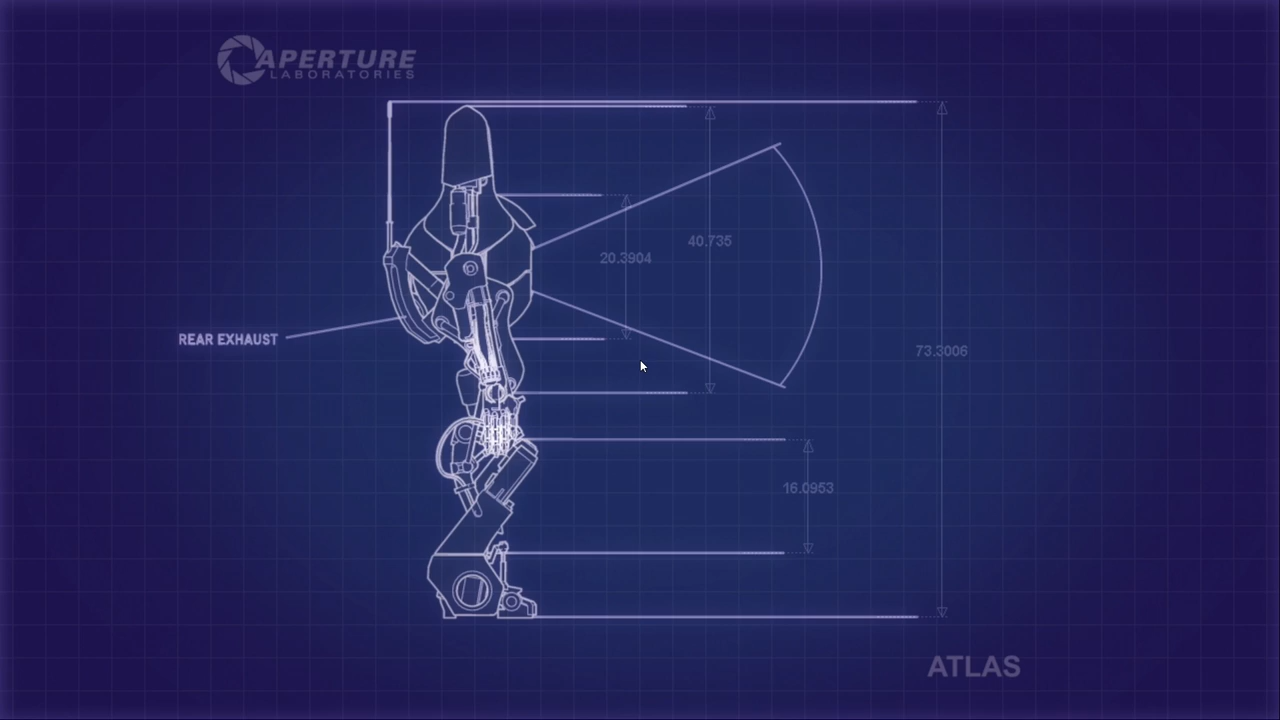 APERTURE
LABORATORIES
40.735
20.3904
REAR EXHAUST
73.3006
16.0953
ATLAS